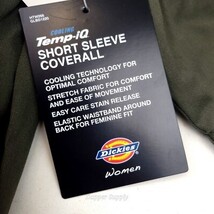 COOLING
Temp-iQ
SHORT SLEEVE
COVERALL
COOLING TECHNOLOGY FOR
OPTIMAL COMFORT
STRETCH FABRIC FOR COMFORT
AND EASE OF MOVEMENT
EASY CARE STAIN RELEASE
ELASTIC WAISTBAND AROUND
BACK FOR FEMININE FIT
Dickies
Women